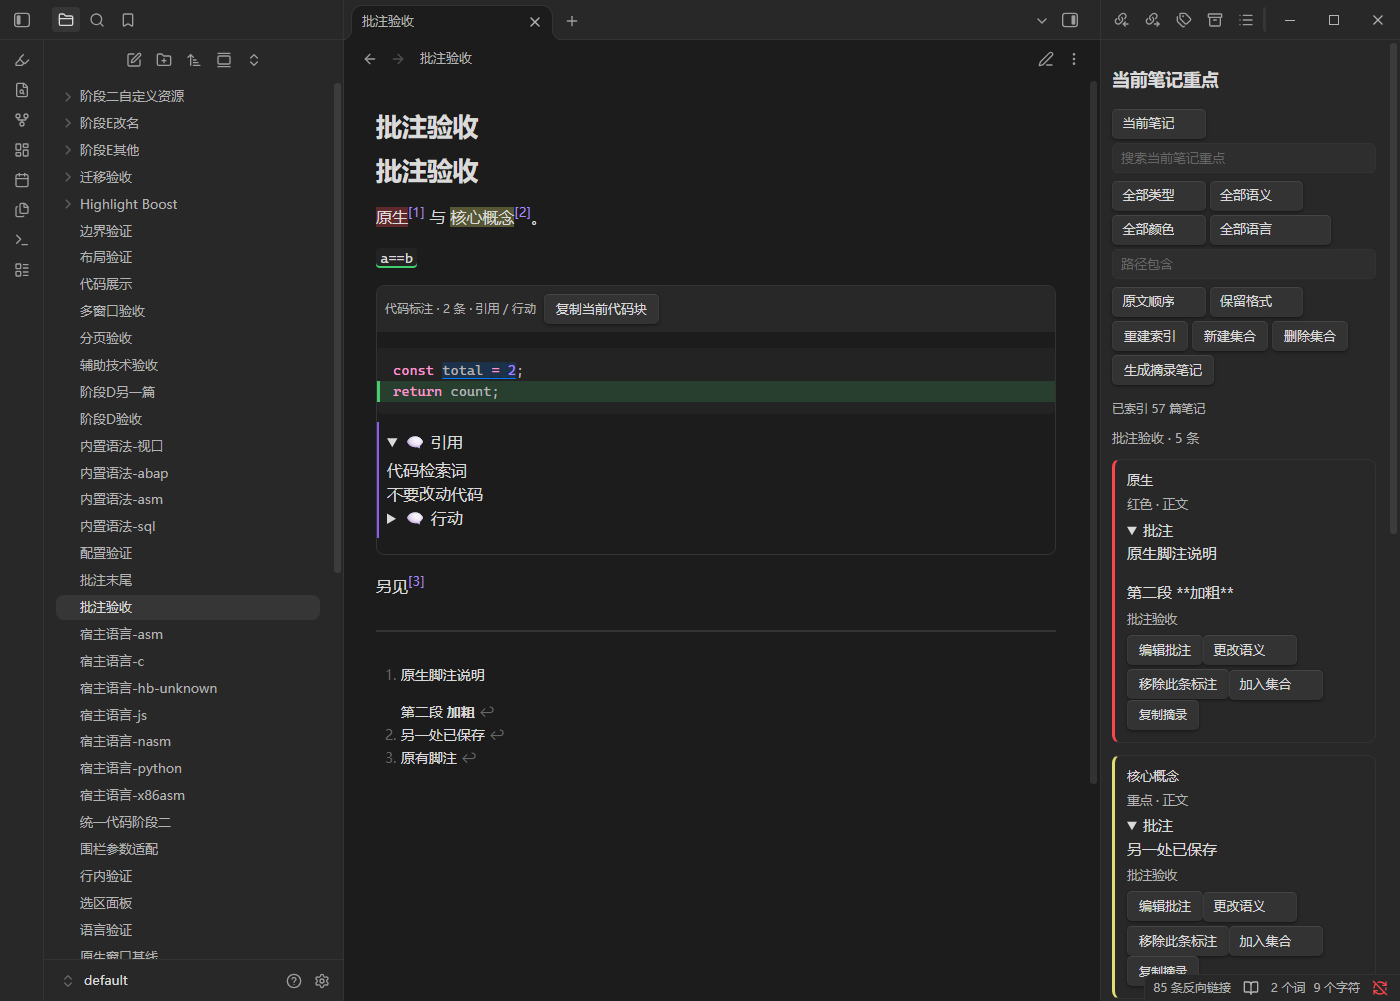 批注验收
批注验收
阶段二自定义资源
阶段E改名
阶段E其他
迁移验收
Highlight Boost
边界验证
布局验证
代码展示
多窗口验收
分页验收
辅助技术验收
阶段D另一篇
阶段D验收
内置语法-视口
内置语法-abap
内置语法-asm
内置语法-sql
配置验证
批注末尾
批注验收
宿主语言-asm
宿主语言-c
宿主语言-hb-unknown
宿主语言-js
宿主语言-nasm
宿主语言-python
宿主语言-x86asm
统一代码阶段二
围栏参数适配
行内验证
选区面板
语言验证
原生窗口基线
default
批注验收
批注验收
原生[1] 与 核心概念[2]。
a==b
代码标注 · 2 条 · 引用 / 行动 复制当前代码块
const total = 2;
return count;
▼ 💬 引用
代码检索词
不要改动代码
▶ 💬 行动
另见[3]
1. 原生脚注说明
第二段 加粗 ↩
2. 另一处已保存 ↩
3. 原有脚注 ↩
当前笔记重点
当前笔记
搜索当前笔记重点
全部类型 全部语义
全部颜色 全部语言
路径包含
原文顺序 保留格式
重建索引 新建集合 删除集合
生成摘录笔记
已索引 57 篇笔记
批注验收 · 5 条
原生
红色 · 正文
▼ 批注
原生脚注说明
第二段 **加粗**
批注验收
编辑批注 更改语义
移除此条标注 加入集合
复制摘录
核心概念
重点 · 正文
▼ 批注
另一处已保存
批注验收
编辑批注 更改语义
移除此条标注 加入集合
复制摘录
85 条反向链接 2 个词 9 个字符